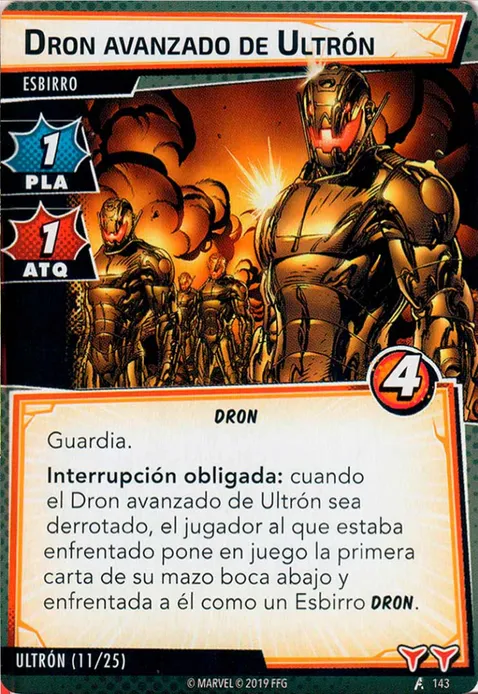 Dron avanzado de Ultrón
ESBIRRO
1
PLA
1
ATQ
4
DRON
Guardia.
Interrupción obligada: cuando
el Dron avanzado de Ultrón sea
derrotado, el jugador al que estaba
enfrentado pone en juego la primera
carta de su mazo boca abajo y
enfrentada a él como un Esbirro DRON.
ULTRÓN (11/25)
© MARVEL © 2019 FFG
143